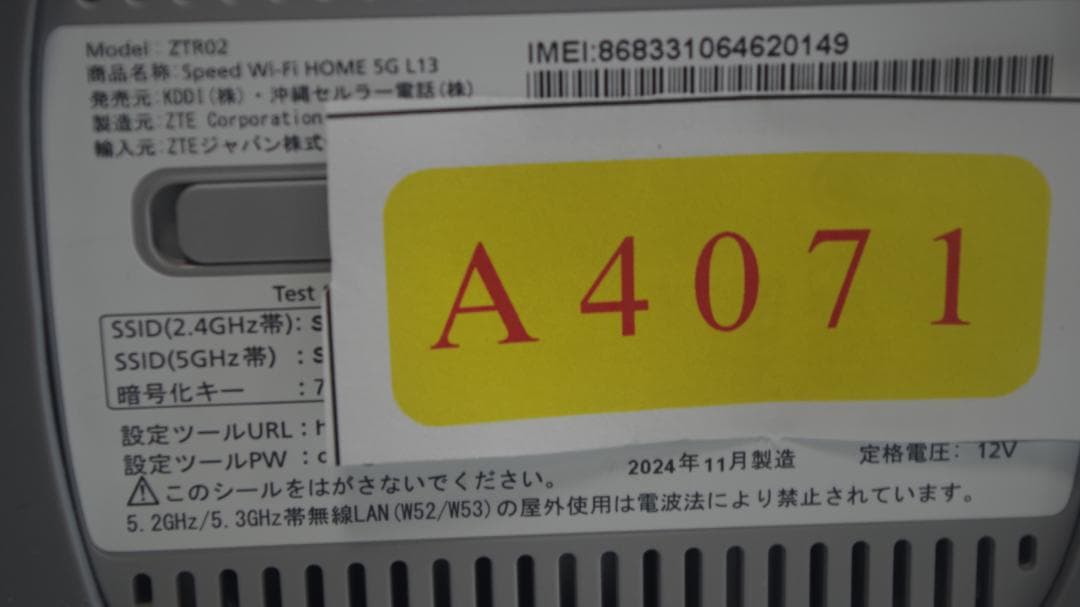 Model : ZTR02
商品名称:Speed Wi-Fi HOME 5G L13
発売元:KDDI(株)・沖縄セルラー電話(株)
製造元:ZTE Corporation
輸入元:ZTEジャパン株式
IMEI:868331064620149
A4071
Test
SSID(2.4GHz帯): S
SSID(5GHz帯) : S
暗号化キー : 7
設定ツールURL:h
設定ツールPW :
2024年11月製造
定格電圧: 12V
⚠このシールをはがさないでください。
5.2GHz/5.3GHz帯無線LAN(W52/W53)の屋外使用は電波法により禁止されています。